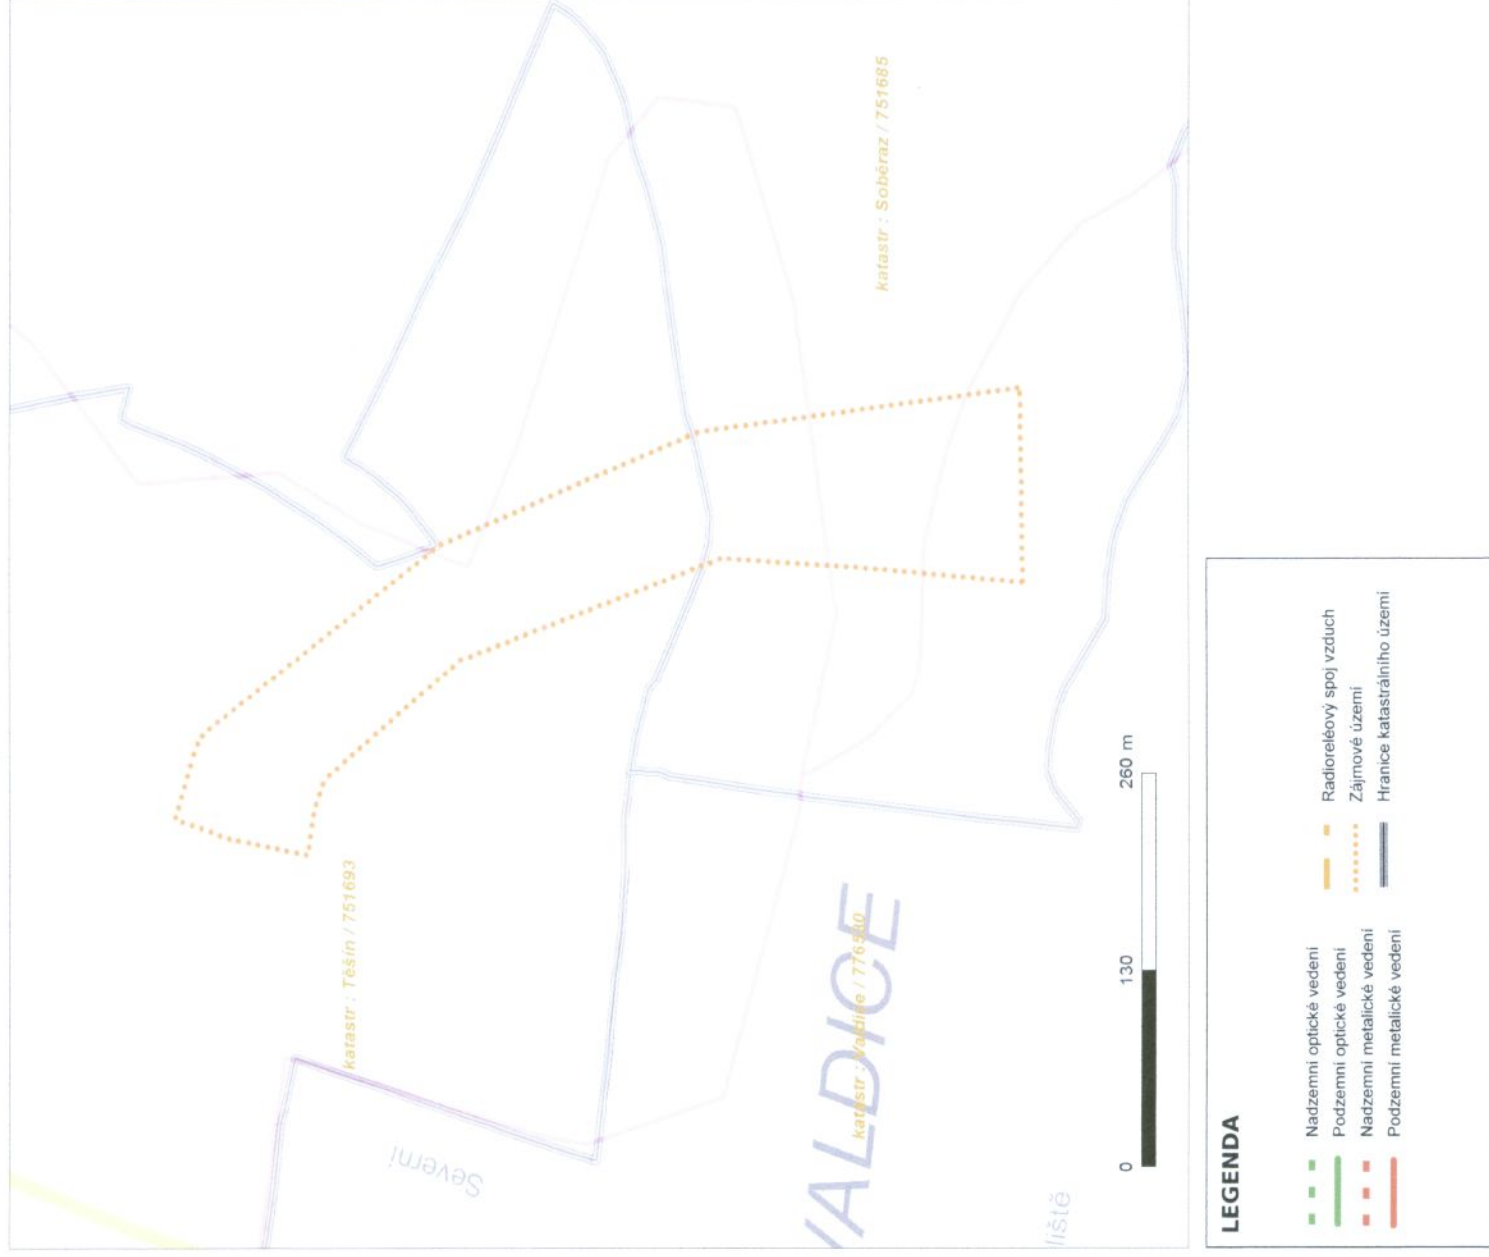 katastr : Těšín / 751693
Severní
VALDICE
katastr : Valdice / 776580
katastr : Soběraz / 751685
liště
0 130 260 m
LEGENDA
Nadzemní optické vedení
Podzemní optické vedení
Nadzemní metalické vedení
Podzemní metalické vedení
Radioreléový spoj vzduch
Zájmové území
Hranice katastrálního území